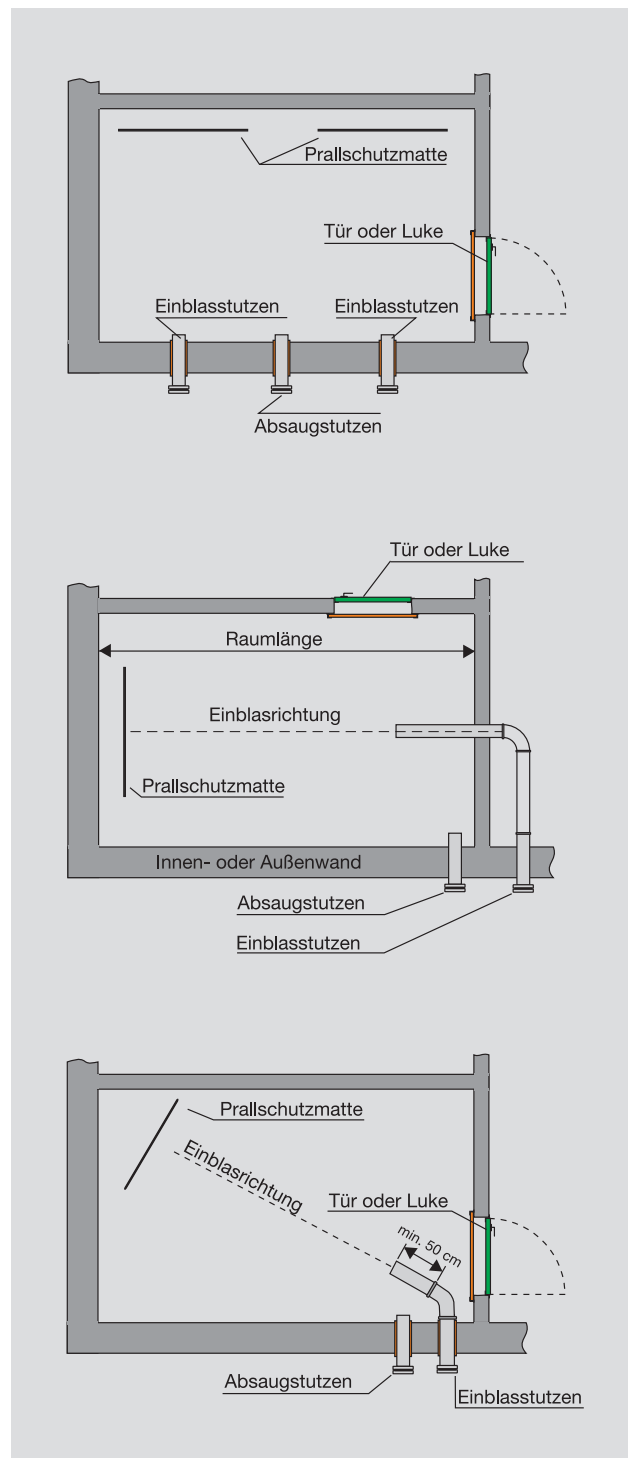 Prallschutzmatte
Tür oder Luke
Einblasstutzen
Einblasstutzen
Absaugstutzen
Tür oder Luke
Raumlänge
Einblasrichtung
Prallschutzmatte
Innen- oder Außenwand
Absaugstutzen
Einblasstutzen
Prallschutzmatte
Einblasrichtung
Tür oder Luke
min. 50 cm
Absaugstutzen
Einblasstutzen